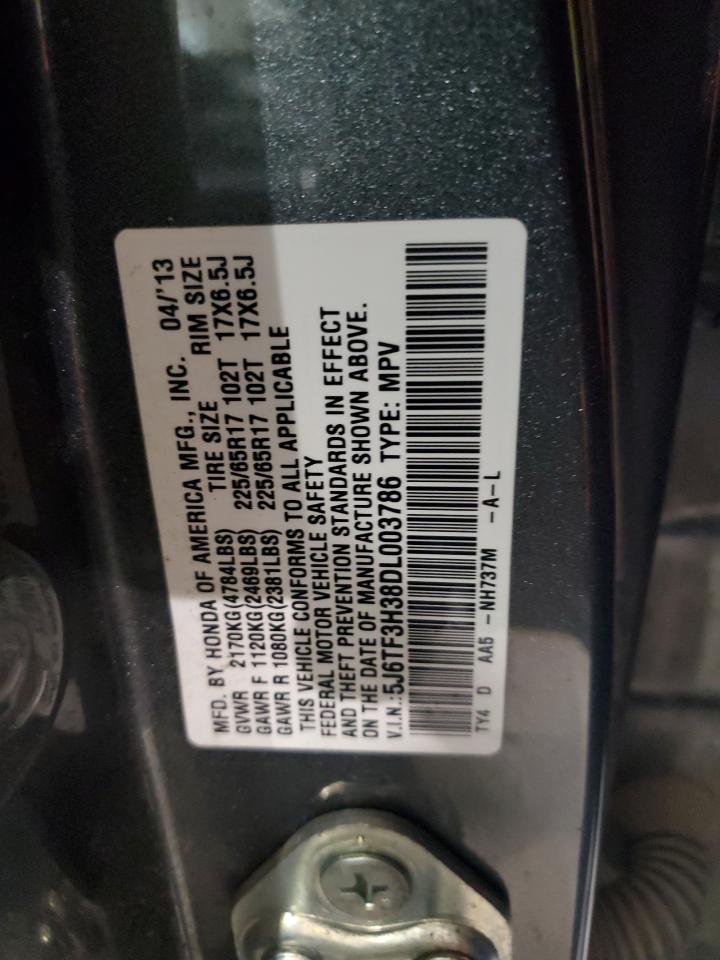 MFD. BY HONDA OF AMERICA MFG., INC. 04/'13
GVWR 2170KG(4784LBS) TIRE SIZE RIM SIZE
GAWR F 1120KG(2469LBS) 225/65R17 102T 17X6.5J
GAWR R 1080KG(2381LBS) 225/65R17 102T 17X6.5J
THIS VEHICLE CONFORMS TO ALL APPLICABLE
FEDERAL MOTOR VEHICLE SAFETY
AND THEFT PREVENTION STANDARDS IN EFFECT
ON THE DATE OF MANUFACTURE SHOWN ABOVE.
V.I.N.:5J6TF3H38DL003786 TYPE: MPV
TY4 D AA5 -NH737M -A-L